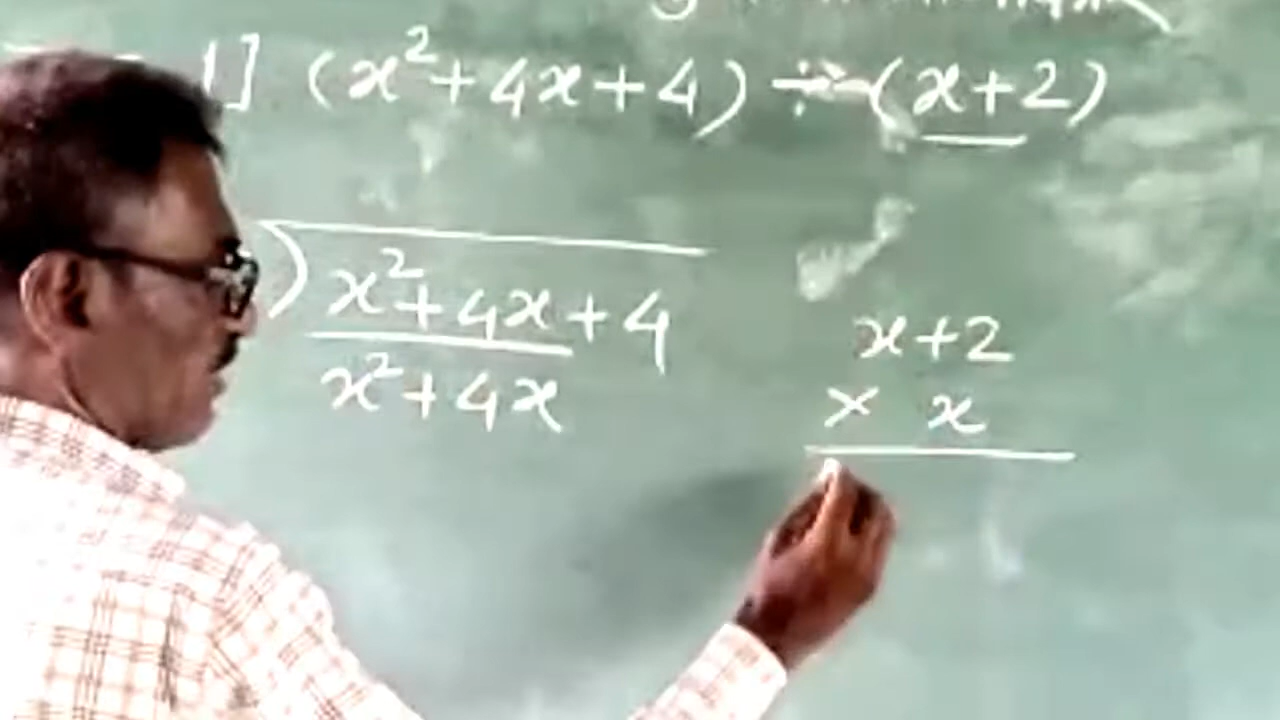 1] (x²+4x+4) ÷ (x+2)
) x²+4x+4
x²+4x
x+2
× x